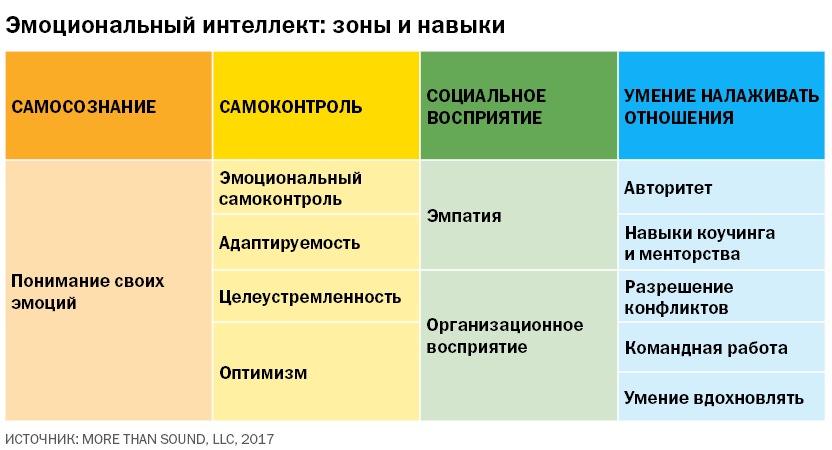 Эмоциональный интеллект: зоны и навыки
САМОСОЗНАНИЕ
САМОКОНТРОЛЬ
СОЦИАЛЬНОЕ
ВОСПРИЯТИЕ
УМЕНИЕ НАЛАЖИВАТЬ
ОТНОШЕНИЯ
Понимание своих
эмоций
Эмоциональный
самоконтроль
Адаптируемость
Целеустремленность
Оптимизм
Эмпатия
Организационное
восприятие
Авторитет
Навыки коучинга
и менторства
Разрешение
конфликтов
Командная работа
Умение вдохновлять
ИСТОЧНИК: MORE THAN SOUND, LLC, 2017